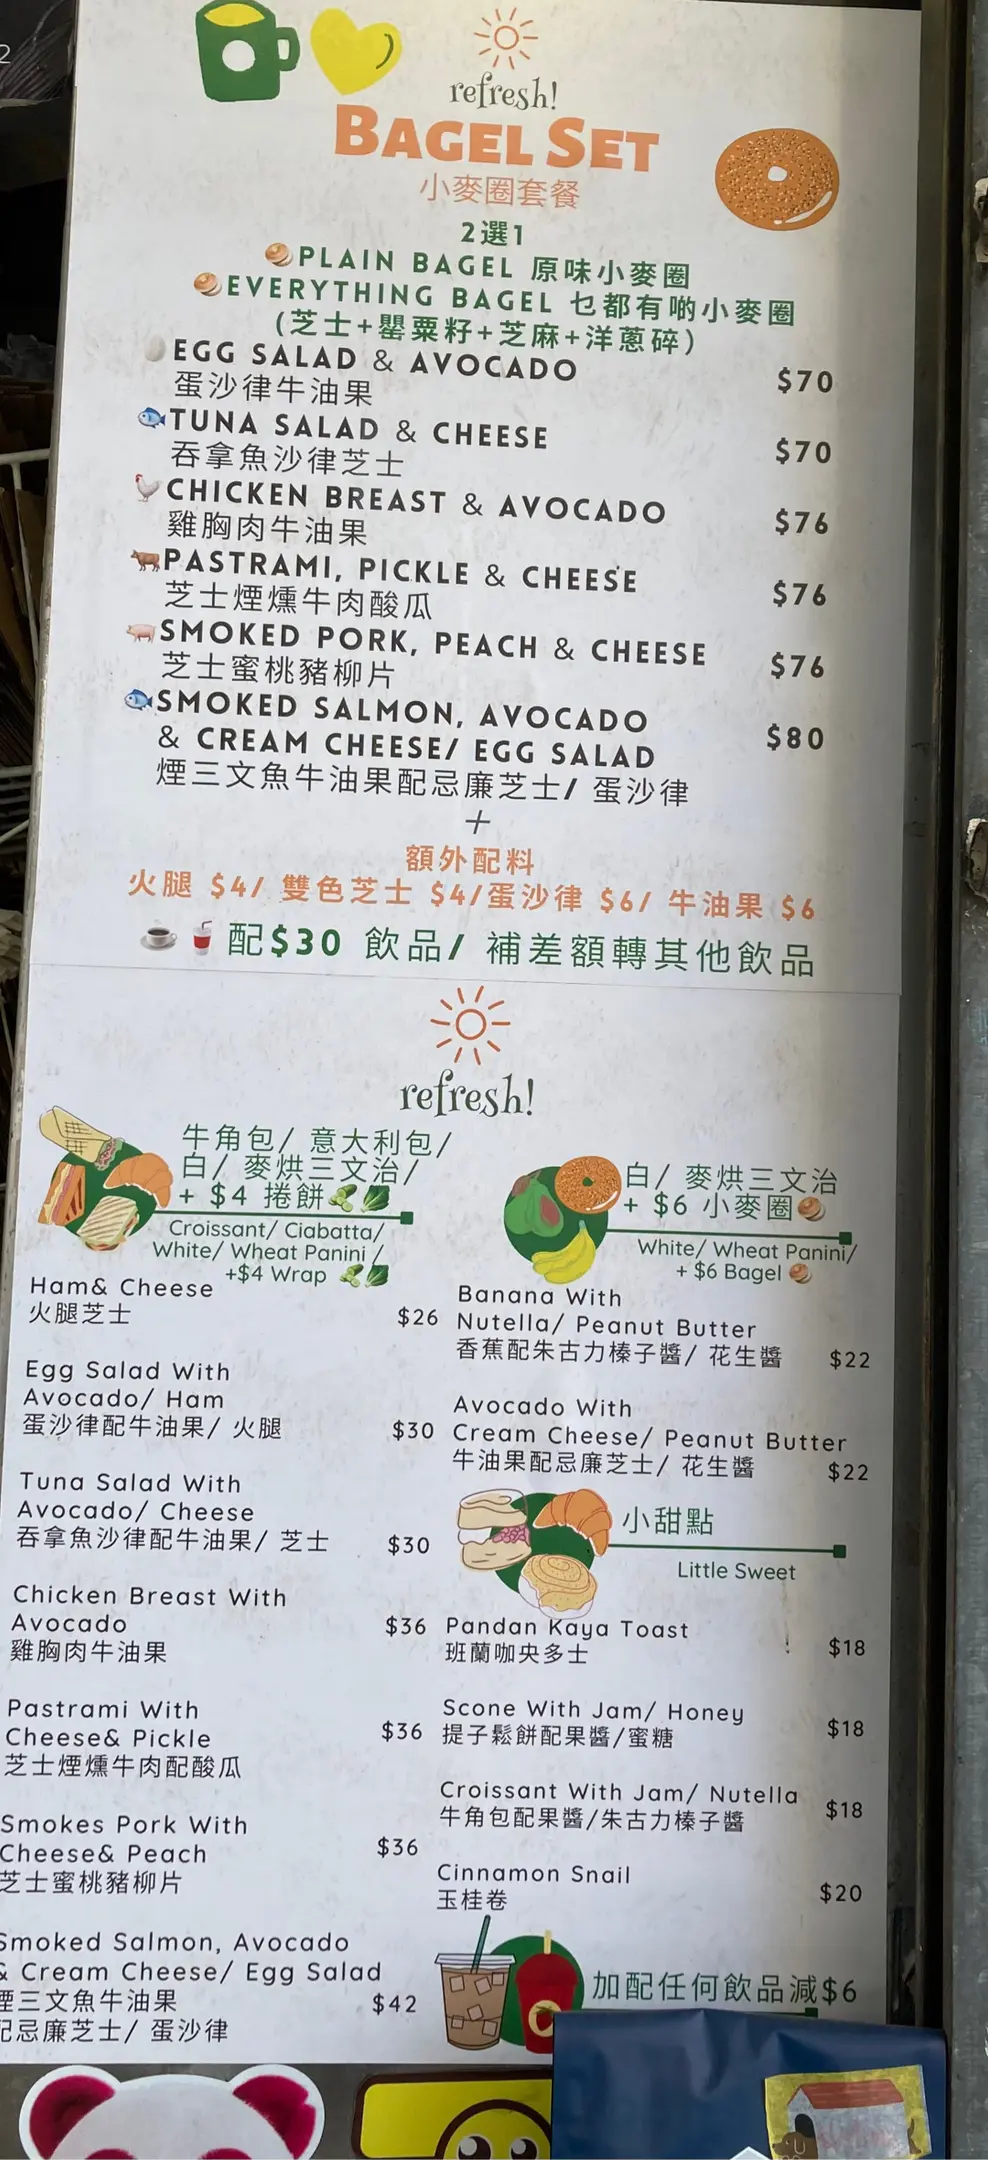 2
refresh!
BAGEL SET
小麥圈套餐
2選1
PLAIN BAGEL 原味小麥圈
EVERYTHING BAGEL 乜都有啲小麥圈
(芝士+罌粟籽+芝麻+洋蔥碎)
EGG SALAD & AVOCADO $70
蛋沙律牛油果
TUNA SALAD & CHEESE $70
吞拿魚沙律芝士
CHICKEN BREAST & AVOCADO $76
雞胸肉牛油果
PASTRAMI, PICKLE & CHEESE $76
芝士煙燻牛肉酸瓜
SMOKED PORK, PEACH & CHEESE $76
芝士蜜桃豬柳片
SMOKED SALMON, AVOCADO
& CREAM CHEESE/ EGG SALAD $80
煙三文魚牛油果配忌廉芝士/ 蛋沙律
+
額外配料
火腿 $4/ 雙色芝士 $4/蛋沙律 $6/ 牛油果 $6
配$30 飲品/ 補差額轉其他飲品
refresh!
牛角包/ 意大利包/
白/ 麥烘三文治/
+ $4 捲餅
Croissant/ Ciabatta/
White/ Wheat Panini /
+$4 Wrap
Ham& Cheese
火腿芝士 $26
Egg Salad With
Avocado/ Ham
蛋沙律配牛油果/ 火腿 $30
Tuna Salad With
Avocado/ Cheese
吞拿魚沙律配牛油果/ 芝士 $30
Chicken Breast With
Avocado $36
雞胸肉牛油果
Pastrami With
Cheese& Pickle $36
芝士煙燻牛肉配酸瓜
Smokes Pork With
Cheese& Peach $36
芝士蜜桃豬柳片
Smoked Salmon, Avocado
& Cream Cheese/ Egg Salad
煙三文魚牛油果 $42
配忌廉芝士/ 蛋沙律
白/ 麥烘三文治
+ $6 小麥圈
White/ Wheat Panini/
+ $6 Bagel
Banana With
Nutella/ Peanut Butter
香蕉配朱古力榛子醬/ 花生醬 $22
Avocado With
Cream Cheese/ Peanut Butter
牛油果配忌廉芝士/ 花生醬 $22
小甜點
Little Sweet
Pandan Kaya Toast
班蘭咖央多士 $18
Scone With Jam/ Honey
提子鬆餅配果醬/蜜糖 $18
Croissant With Jam/ Nutella
牛角包配果醬/朱古力榛子醬 $18
Cinnamon Snail
玉桂卷 $20
加配任何飲品減$6